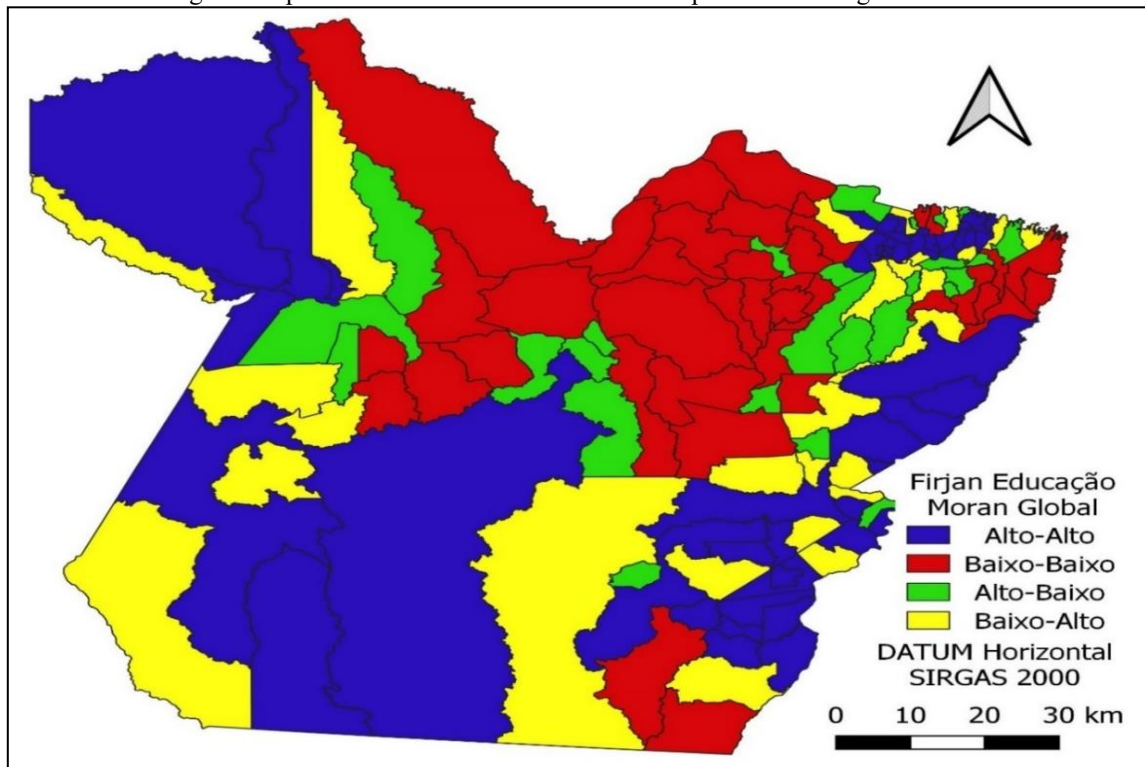 Firjan Educação
Moran Global
Alto-Alto
Baixo-Baixo
Alto-Baixo
Baixo-Alto
DATUM Horizontal
SIRGAS 2000
0 10 20 30 km